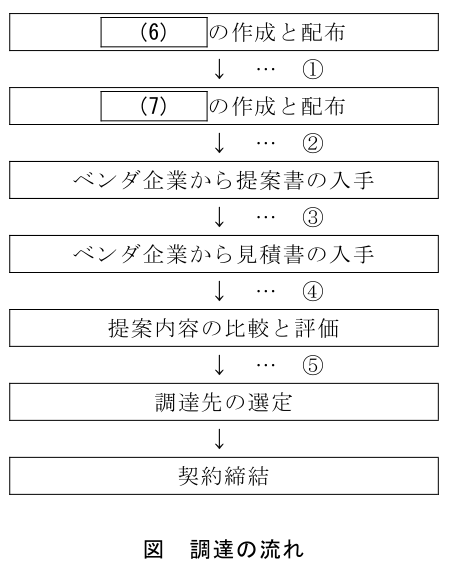 (6) の作成と配布
↓ … ①
(7) の作成と配布
↓ … ②
ベンダ企業から提案書の入手
↓ … ③
ベンダ企業から見積書の入手
↓ … ④
提案内容の比較と評価
↓ … ⑤
調達先の選定
↓
契約締結
図 調達の流れ